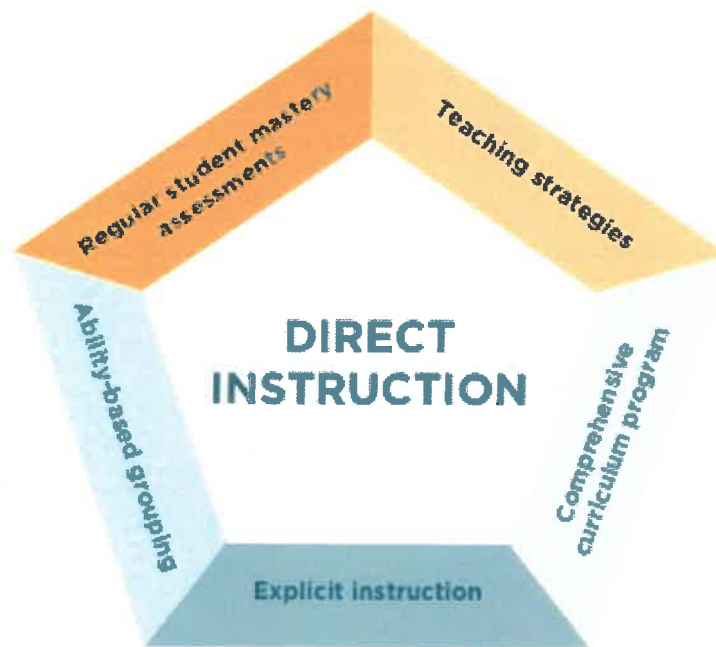 Regular student mastery
assessments
Teaching strategies
DIRECT
INSTRUCTION
Ability-based grouping
Comprehensive
curriculum program
Explicit instruction